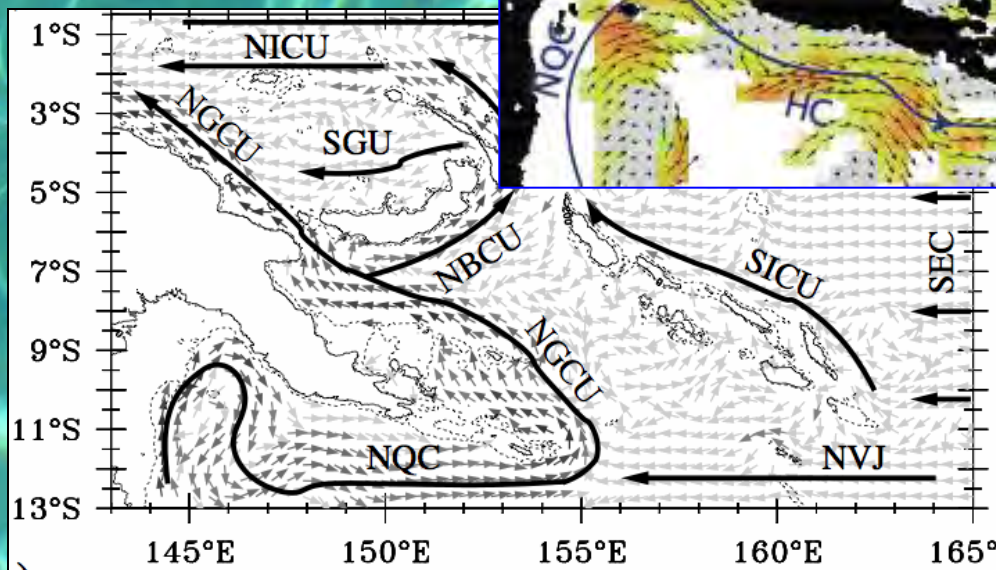 1°S
NICU
NQC
HC
3°S
NGCU
SGU
5°S
SEC
7°S
NBCU
SICU
9°S
NGCU
11°S
NQC
NVJ
13°S
145°E
150°E
155°E
160°E
165°
)